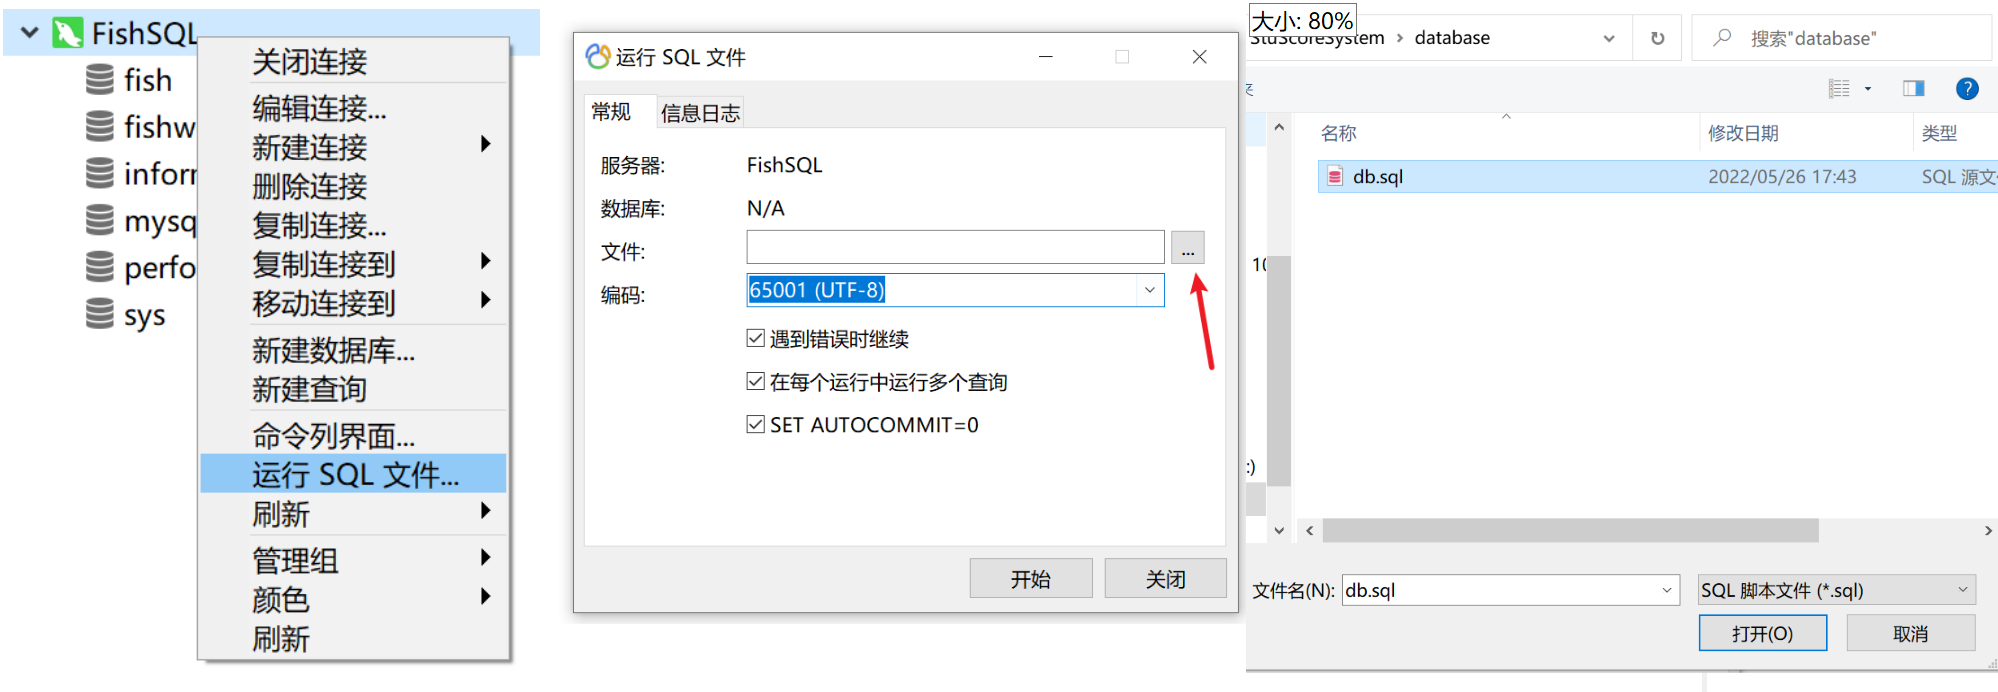 FishSQL
fish
fishw
inforr
mysq
perfo
sys
关闭连接
编辑连接...
新建连接
删除连接
复制连接...
复制连接到
移动连接到
新建数据库...
新建查询
命令列界面...
运行 SQL 文件...
刷新
管理组
颜色
刷新
运行 SQL 文件
常规 信息日志
服务器: FishSQL
数据库: N/A
文件: ...
编码: 65001 (UTF-8)
遇到错误时继续
在每个运行中运行多个查询
SET AUTOCOMMIT=0
开始 关闭
大小: 80%
StuScoreSystem › database
搜索"database"
?
名称 修改日期 类型
db.sql 2022/05/26 17:43 SQL 源文
10
:)
文件名(N): db.sql SQL 脚本文件 (*.sql)
打开(O) 取消